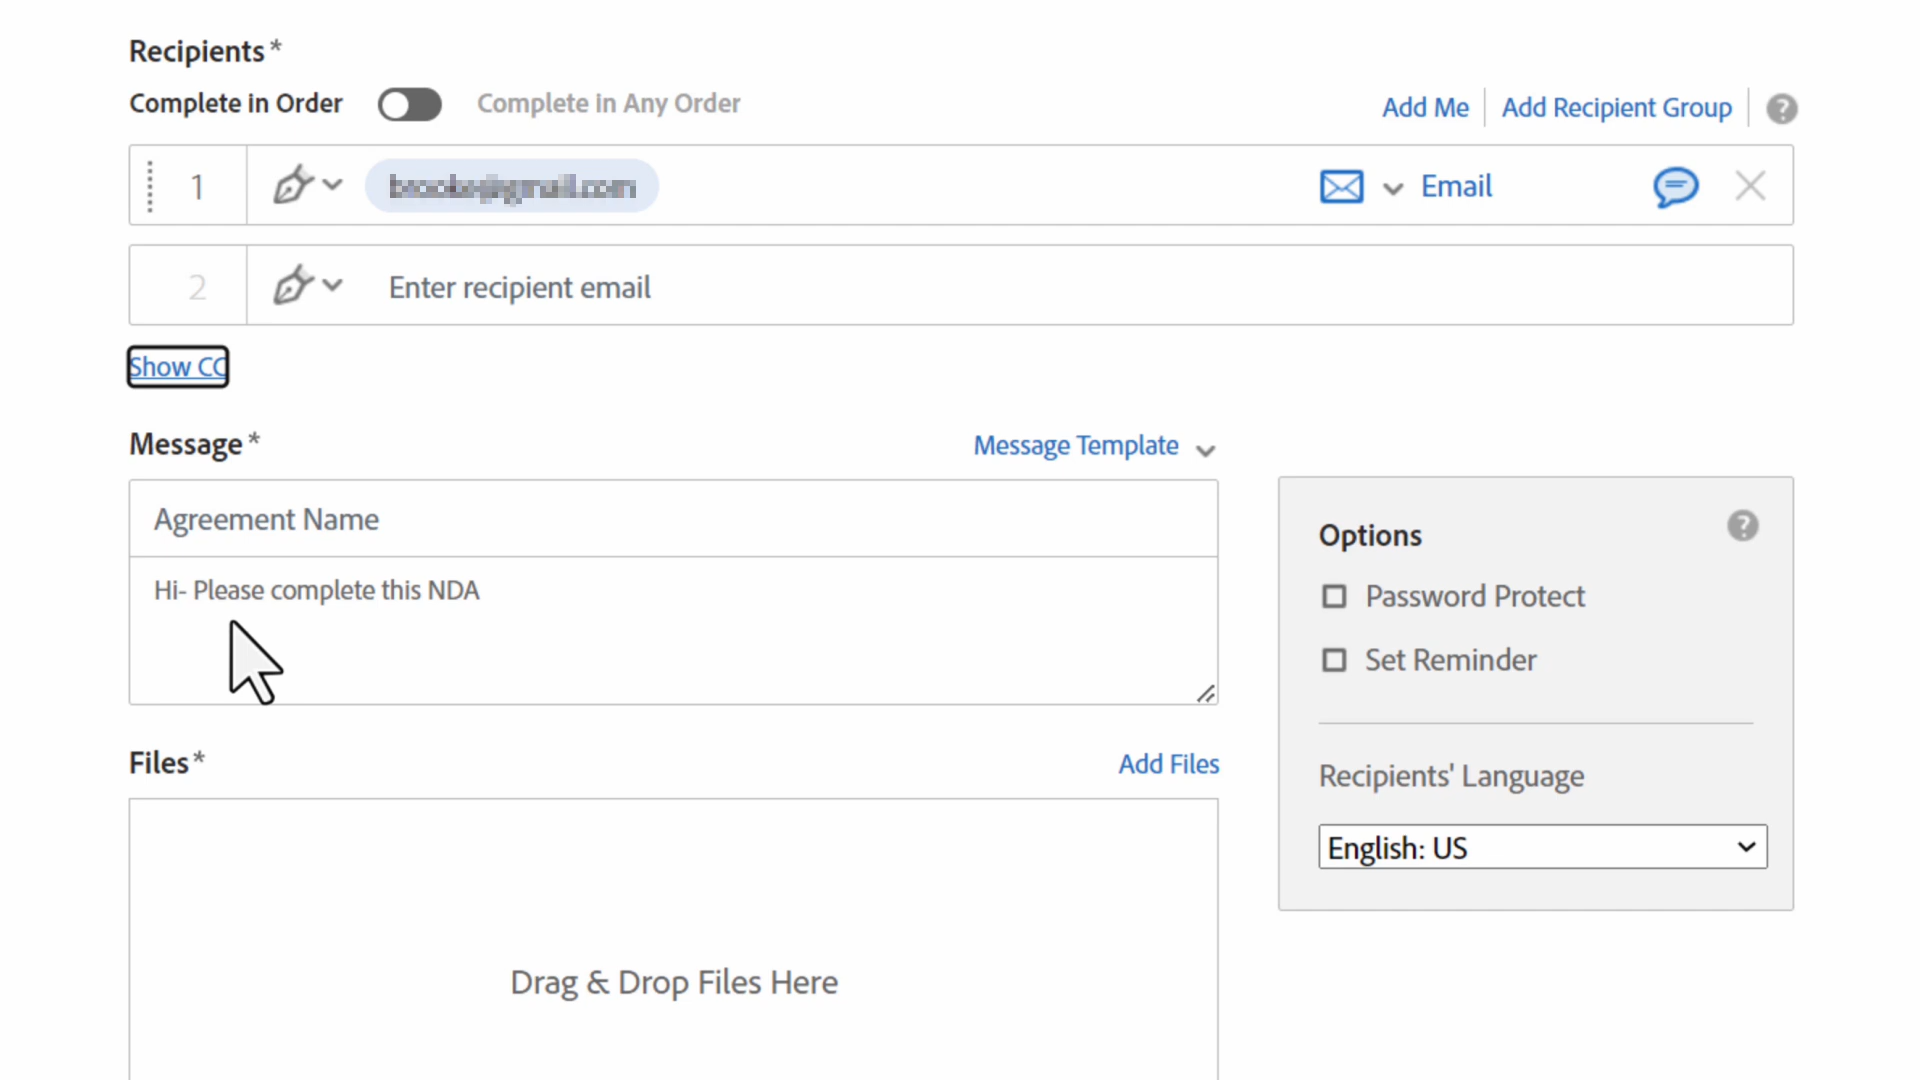 Recipients *
Complete in Order Complete in Any Order Add Me Add Recipient Group ?
1 Email
2 Enter recipient email
Show CC
Message * Message Template
Agreement Name
Hi- Please complete this NDA
Options ?
Password Protect
Set Reminder
Files * Add Files
Recipients' Language
English: US
Drag & Drop Files Here